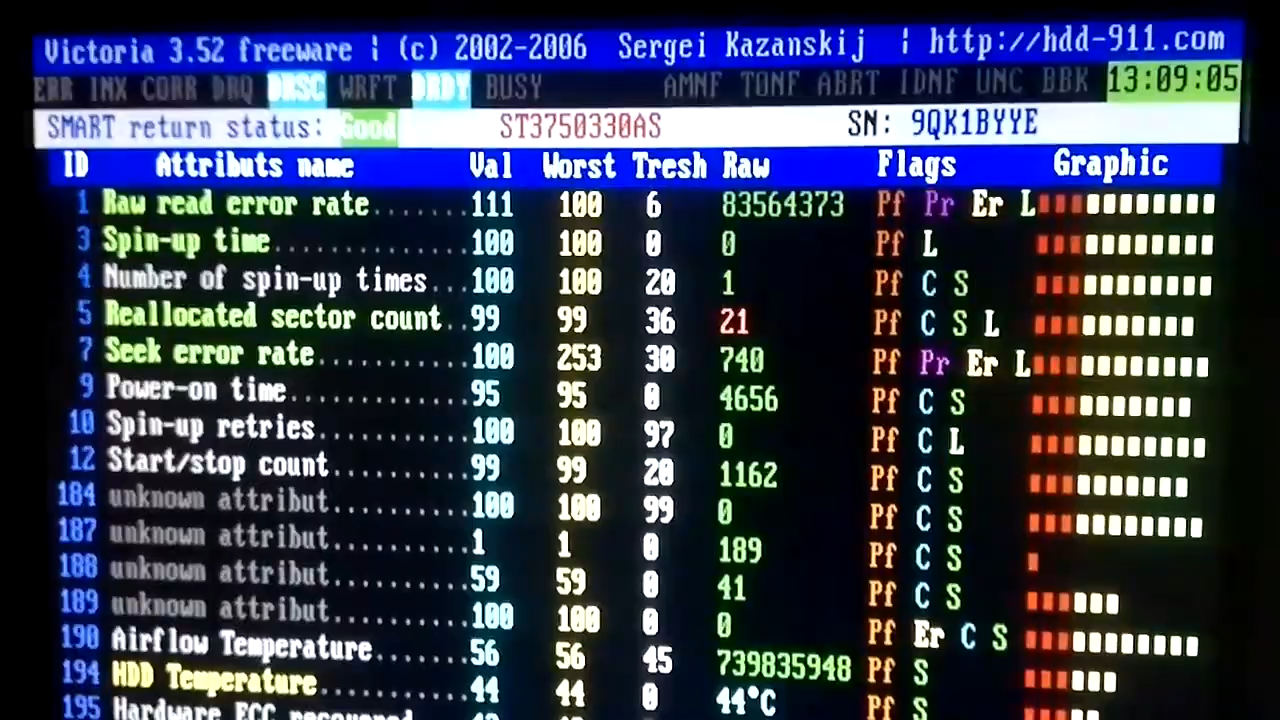 Victoria 3.52 freeware ¦ (c) 2002-2006 Sergei Kazanskij ¦ http://hdd-911.com
ERR INX CORR DRQ DRSC WRFT DRDY BUSY AMNF TONF ABRT IDNF UNC BBK 13:09:05
SMART return status: Good ST3750330AS SN: 9QK1BYYE
ID Attributs name Val Worst Tresh Raw Flags Graphic
1 Raw read error rate....... 111 100 6 83564373 Pf Pr Er L
3 Spin-up time............... 100 100 0 0 Pf L
4 Number of spin-up times... 100 100 20 1 Pf C S
5 Reallocated sector count.. 99 99 36 21 Pf C S L
7 Seek error rate............ 100 253 30 740 Pf Pr Er L
9 Power-on time.............. 95 95 0 4656 Pf C S
10 Spin-up retries............ 100 100 97 0 Pf C L
12 Start/stop count........... 99 99 20 1162 Pf C S
184 unknown attribut........... 100 100 99 0 Pf C S
187 unknown attribut........... 1 1 0 189 Pf C S
188 unknown attribut........... 59 59 0 41 Pf C S
189 unknown attribut........... 100 100 0 0 Pf Er C S
190 Airflow Temperature........ 56 56 45 739835948 Pf S
194 HDD Temperature............ 44 44 0 44°C Pf S
195 Hardware ECC recovered Pf S